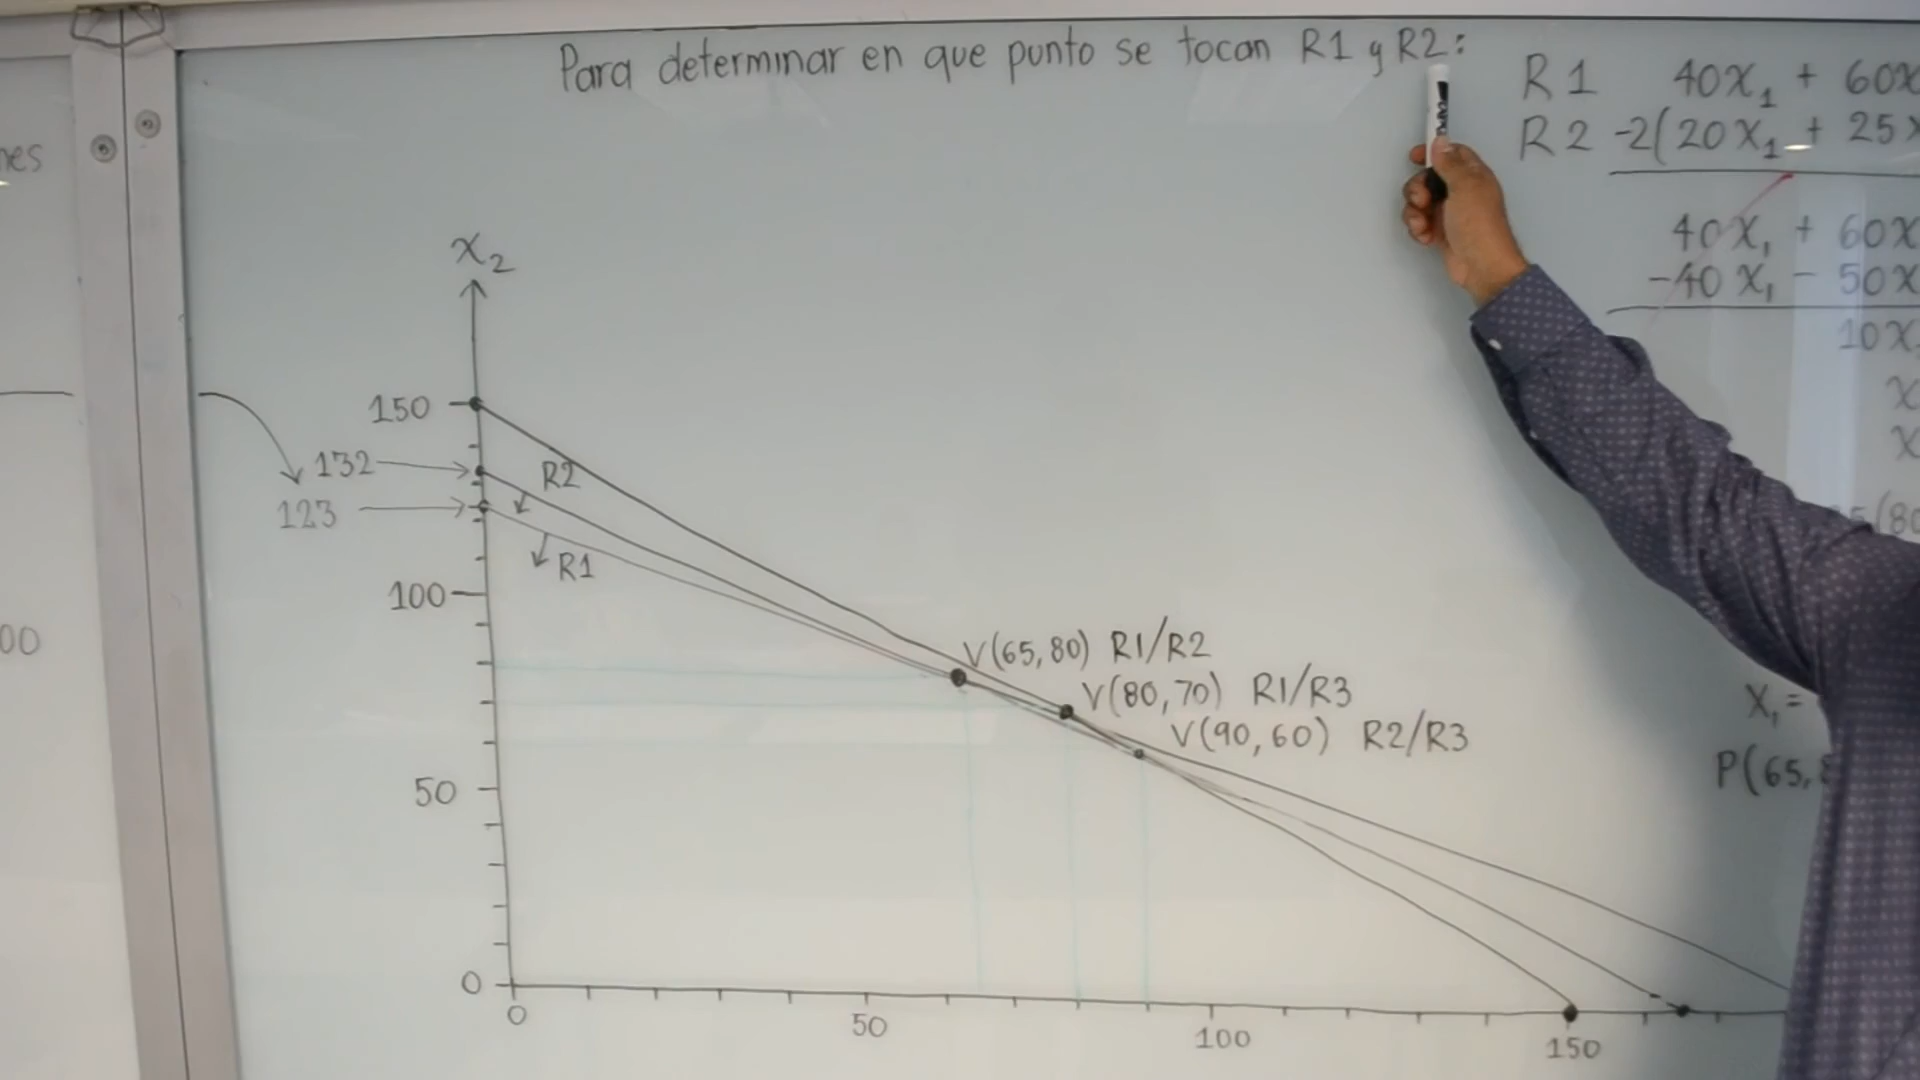 Para determinar en que punto se tocan R1 y R2:
R1 40x₁ + 60x
R2 -2(20x₁ + 25x
40x₁ + 60x
-40x₁ - 50x
10x
x
x
(80
x₁ =
P(65,
nes
00
x₂
150
132
123
100
50
0
R2
R1
V(65,80) R1/R2
V(80,70) R1/R3
V(90,60) R2/R3
0 50 100 150